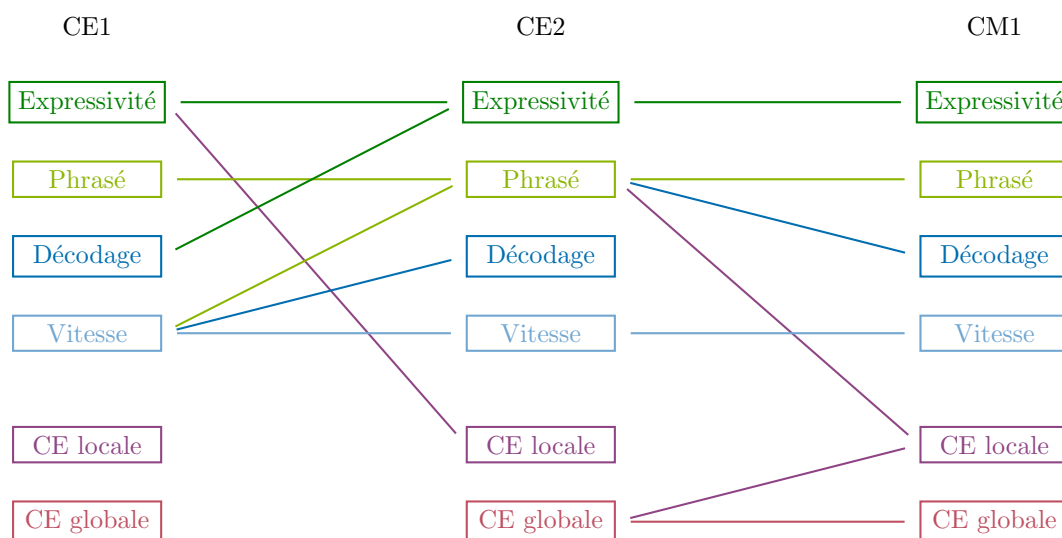 CE1 CE2 CM1
Expressivité Expressivité Expressivité
Phrasé Phrasé Phrasé
Décodage Décodage Décodage
Vitesse Vitesse Vitesse
CE locale CE locale CE locale
CE globale CE globale CE globale